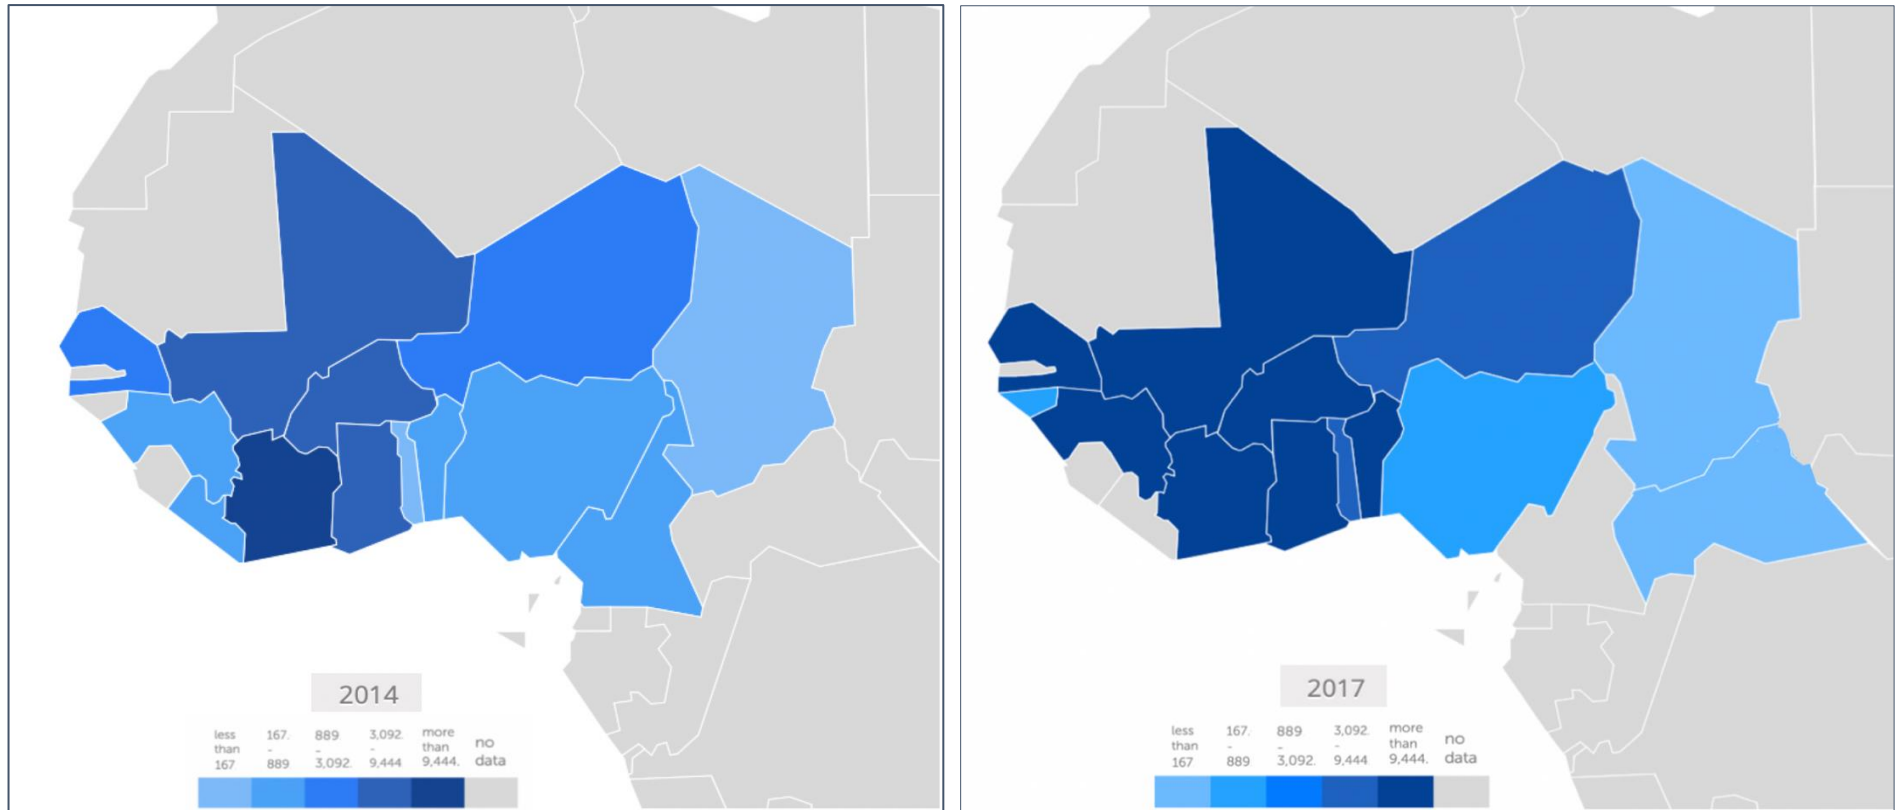 2014
less than 167
167. - 889
889 - 3,092.
3,092. - 9,444
more than 9,444.
no data
2017
less than 167
167. - 889
889 - 3,092.
3,092. - 9,444
more than 9,444.
no data